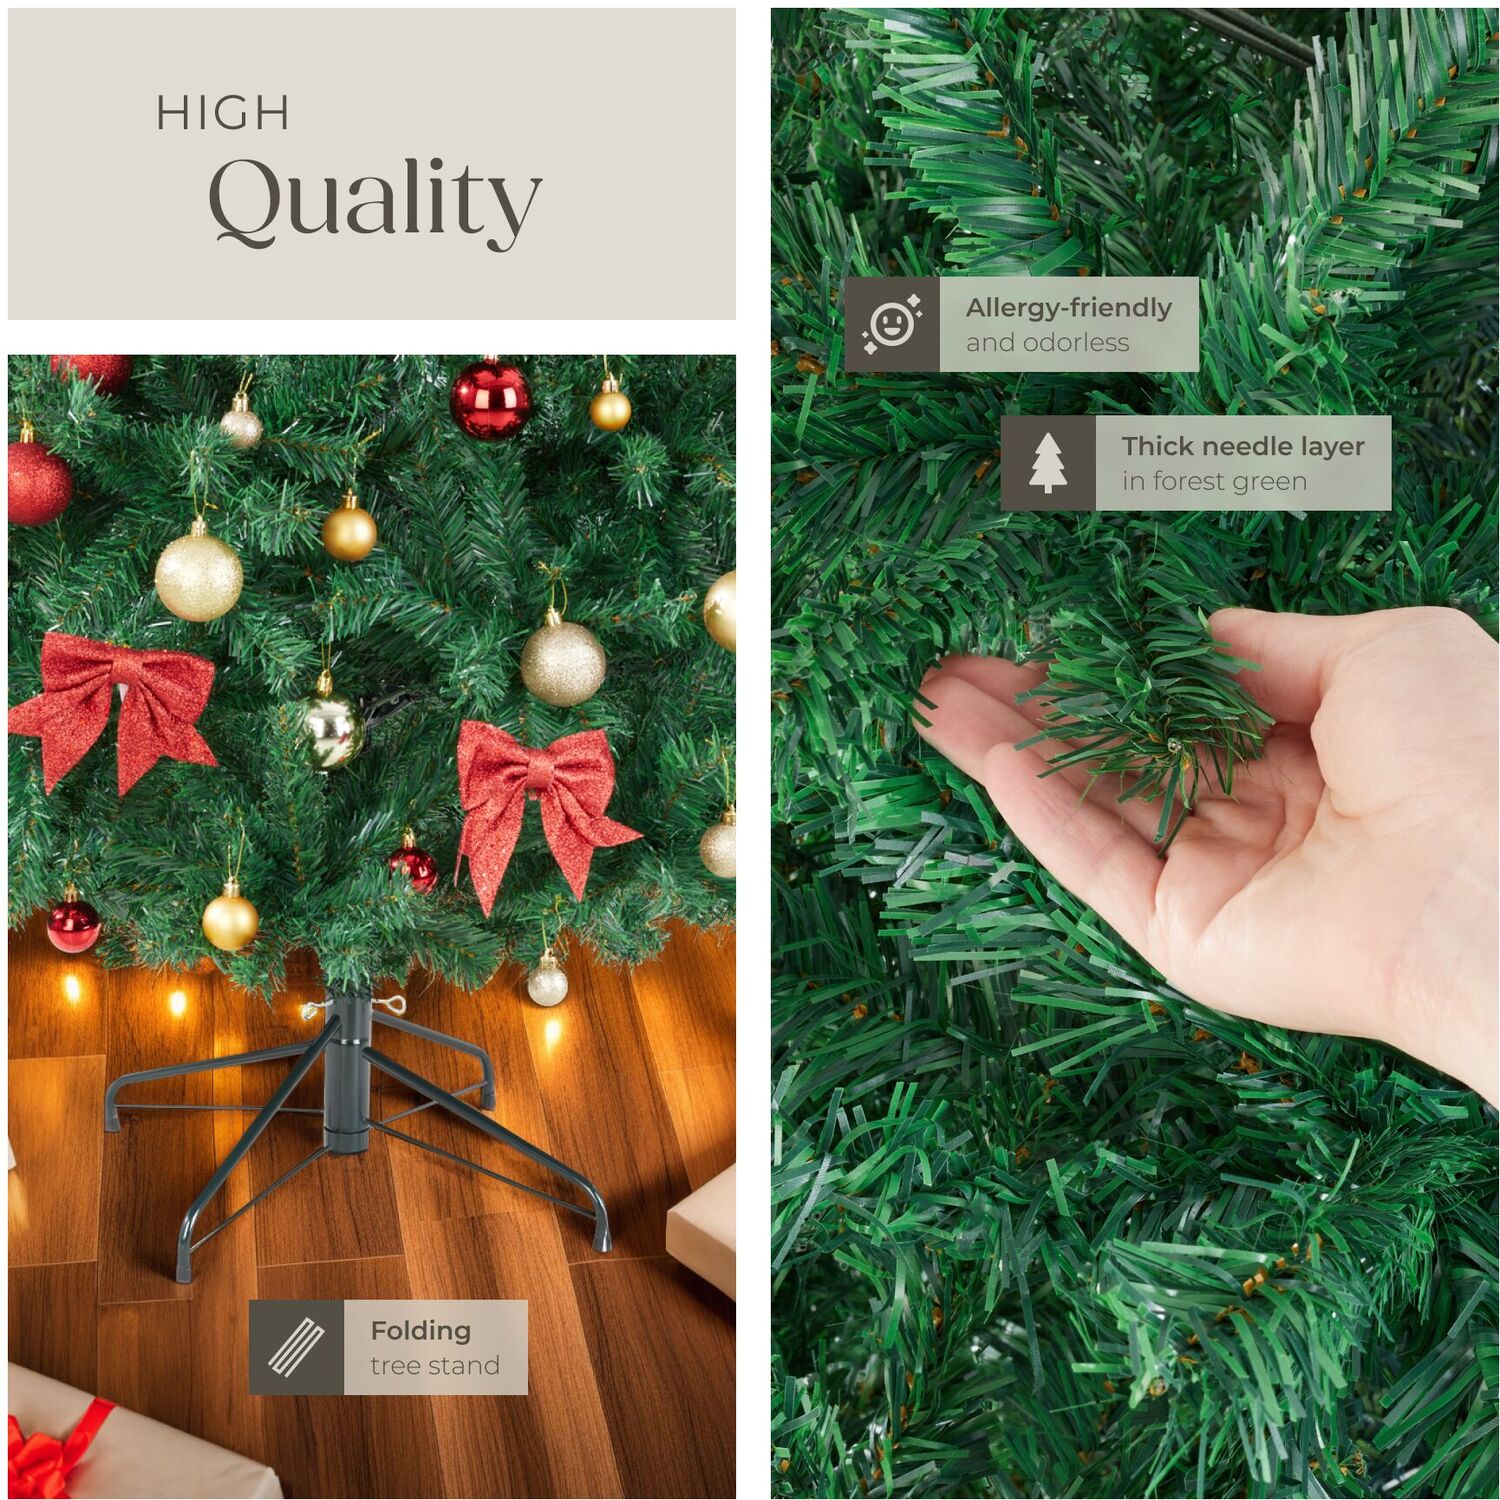 HIGH
Quality
Allergy-friendly
and odorless
Thick needle layer
in forest green
Folding
tree stand